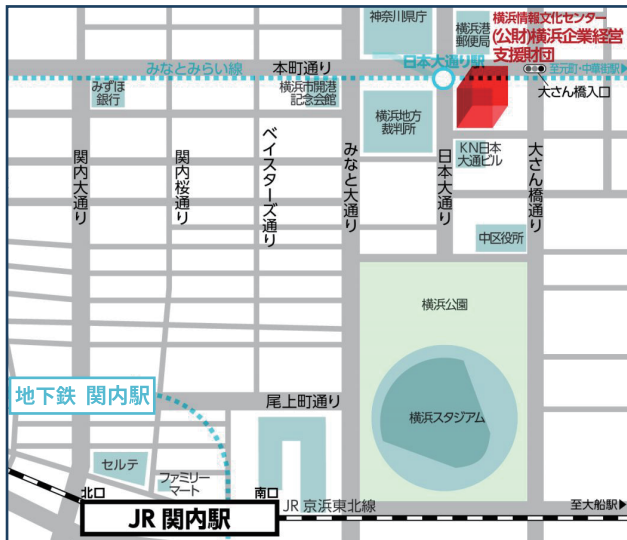 神奈川県庁
横浜港
郵便局
横浜情報文化センター
(公財)横浜企業経営
支援財団
みなとみらい線
本町通り
日本大通り駅
至元町・中華街駅▶
みずほ
銀行
横浜市開港
記念会館
横浜地方
裁判所
大さん橋入口
KN日本
大通ビル
関内大通り
関内桜通り
ベイスターズ通り
みなと大通り
日本大通り
大さん橋通り
中区役所
横浜公園
地下鉄 関内駅
尾上町通り
横浜スタジアム
セルテ
ファミリー
マート
北口
南口
JR 京浜東北線
至大船駅▶
JR 関内駅